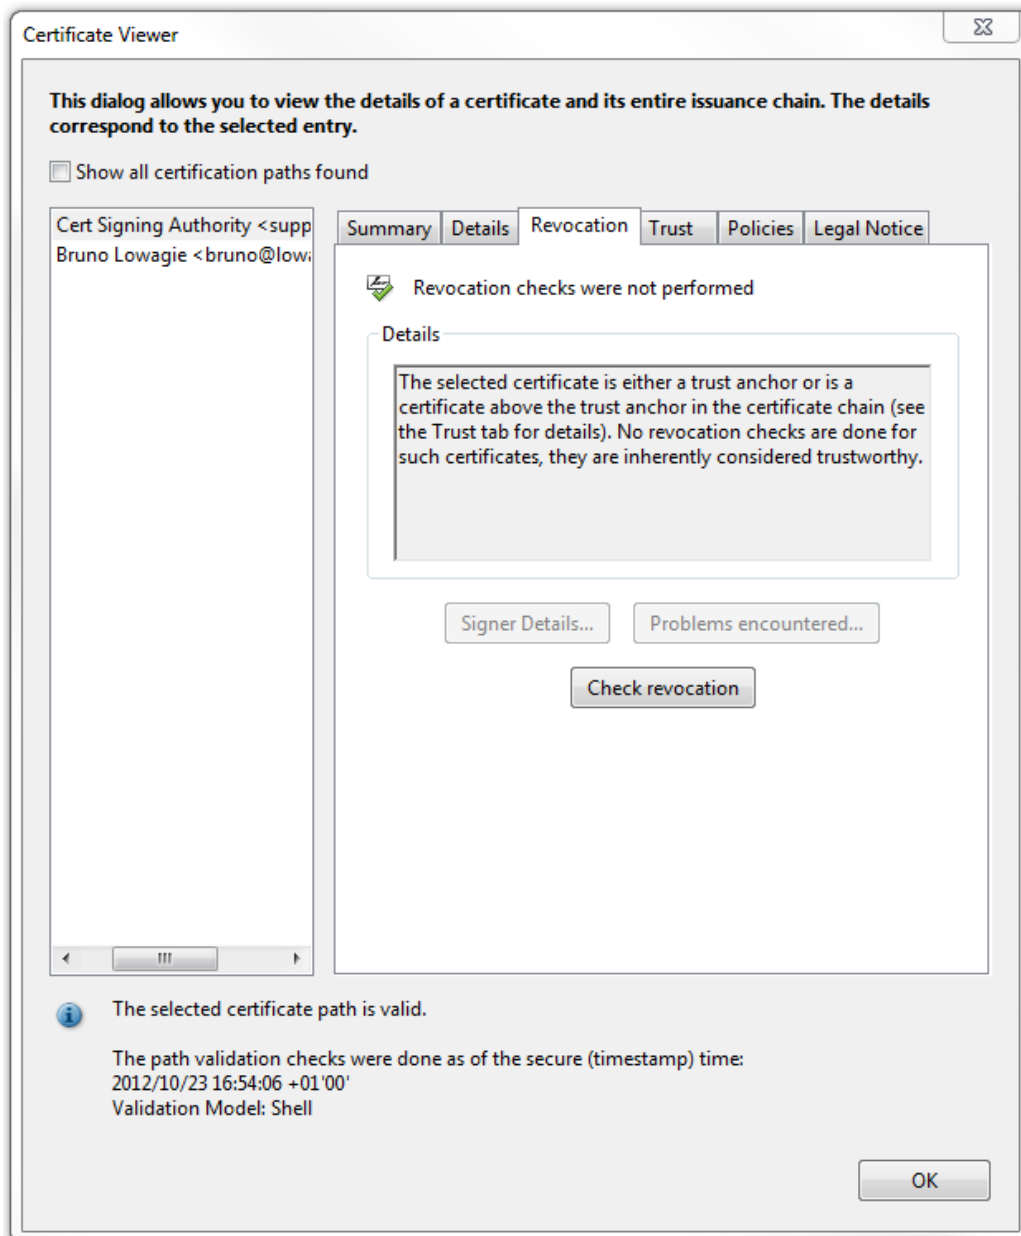 Certificate Viewer
This dialog allows you to view the details of a certificate and its entire issuance chain. The details
correspond to the selected entry.
Show all certification paths found
Cert Signing Authority <supp
Bruno Lowagie <bruno@lowa
Summary Details Revocation Trust Policies Legal Notice
Revocation checks were not performed
Details
The selected certificate is either a trust anchor or is a
certificate above the trust anchor in the certificate chain (see
the Trust tab for details). No revocation checks are done for
such certificates, they are inherently considered trustworthy.
Signer Details...
Problems encountered...
Check revocation
The selected certificate path is valid.
The path validation checks were done as of the secure (timestamp) time:
2012/10/23 16:54:06 +01'00'
Validation Model: Shell
OK